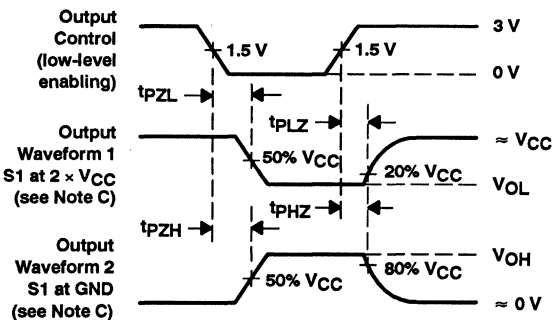 Output
Control
(low-level
enabling)
1.5 V
1.5 V
3 V
0 V
tPZL
tPLZ
Output
Waveform 1
S1 at 2 × VCC
(see Note C)
50% VCC
20% VCC
≈ VCC
VOL
tPZH
tPHZ
Output
Waveform 2
S1 at GND
(see Note C)
50% VCC
80% VCC
VOH
≈ 0 V